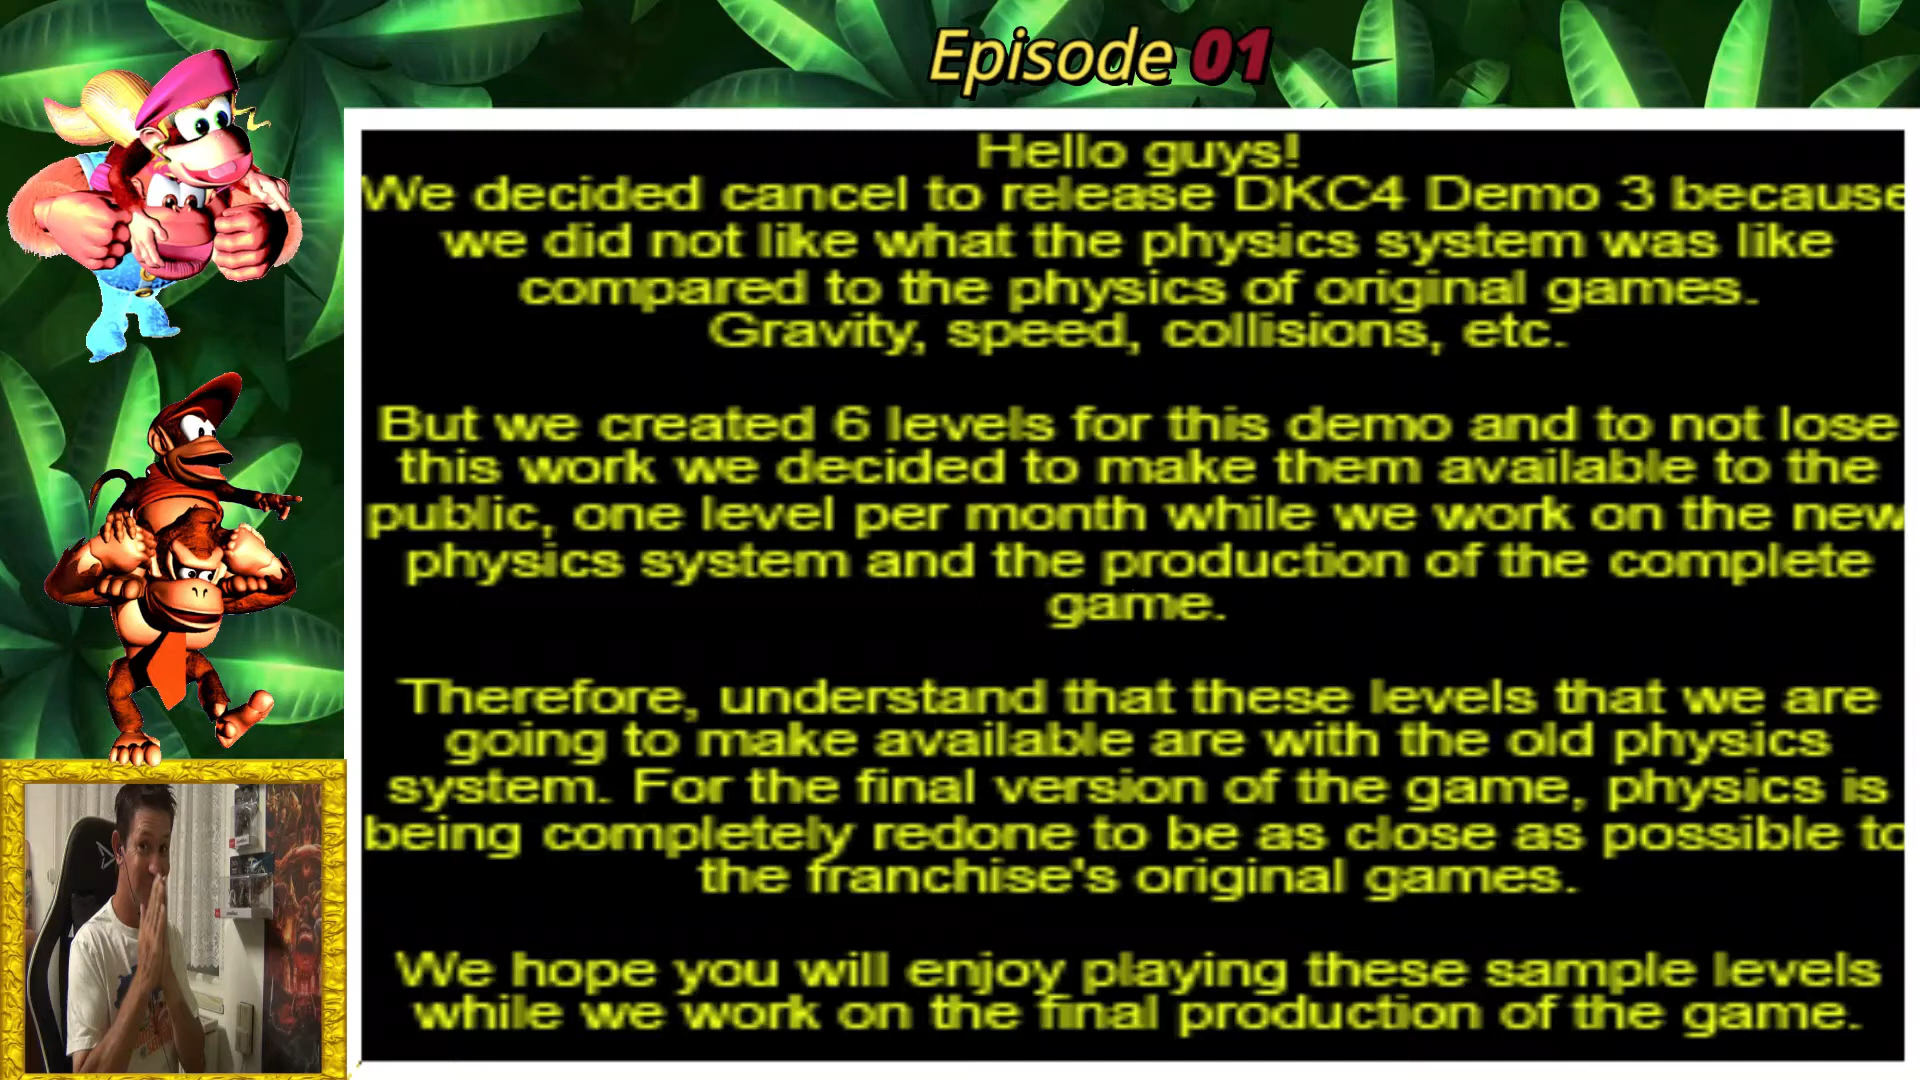 Episode 01
Hello guys!
We decided cancel to release DKC4 Demo 3 because
we did not like what the physics system was like
compared to the physics of original games.
Gravity, speed, collisions, etc.
But we created 6 levels for this demo and to not lose
this work we decided to make them available to the
public, one level per month while we work on the new
physics system and the production of the complete
game.
Therefore, understand that these levels that we are
going to make available are with the old physics
system. For the final version of the game, physics is
being completely redone to be as close as possible to
the franchise's original games.
We hope you will enjoy playing these sample levels
while we work on the final production of the game.